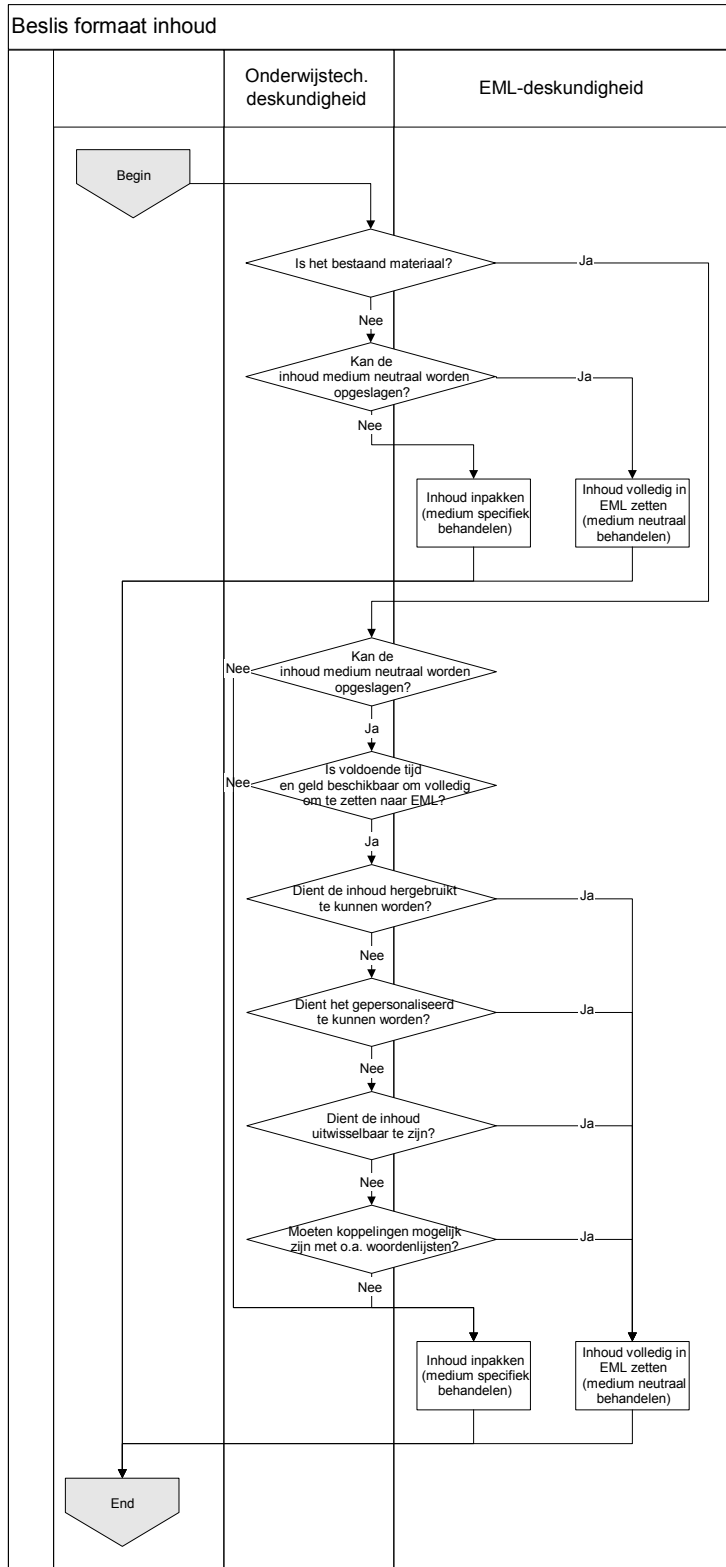 Beslis formaat inhoud
Onderwijstech.
deskundigheid
EML-deskundigheid
Begin
Is het bestaand materiaal?
Ja
Nee
Kan de
inhoud medium neutraal worden
opgeslagen?
Ja
Nee
Inhoud inpakken
(medium specifiek
behandelen)
Inhoud volledig in
EML zetten
(medium neutraal
behandelen)
Kan de
inhoud medium neutraal worden
opgeslagen?
Nee
Ja
Is voldoende tijd
en geld beschikbaar om volledig
om te zetten naar EML?
Nee
Ja
Dient de inhoud hergebruikt
te kunnen worden?
Ja
Nee
Dient het gepersonaliseerd
te kunnen worden?
Ja
Nee
Dient de inhoud
uitwisselbaar te zijn?
Ja
Nee
Moeten koppelingen mogelijk
zijn met o.a. woordenlijsten?
Ja
Nee
Inhoud inpakken
(medium specifiek
behandelen)
Inhoud volledig in
EML zetten
(medium neutraal
behandelen)
End